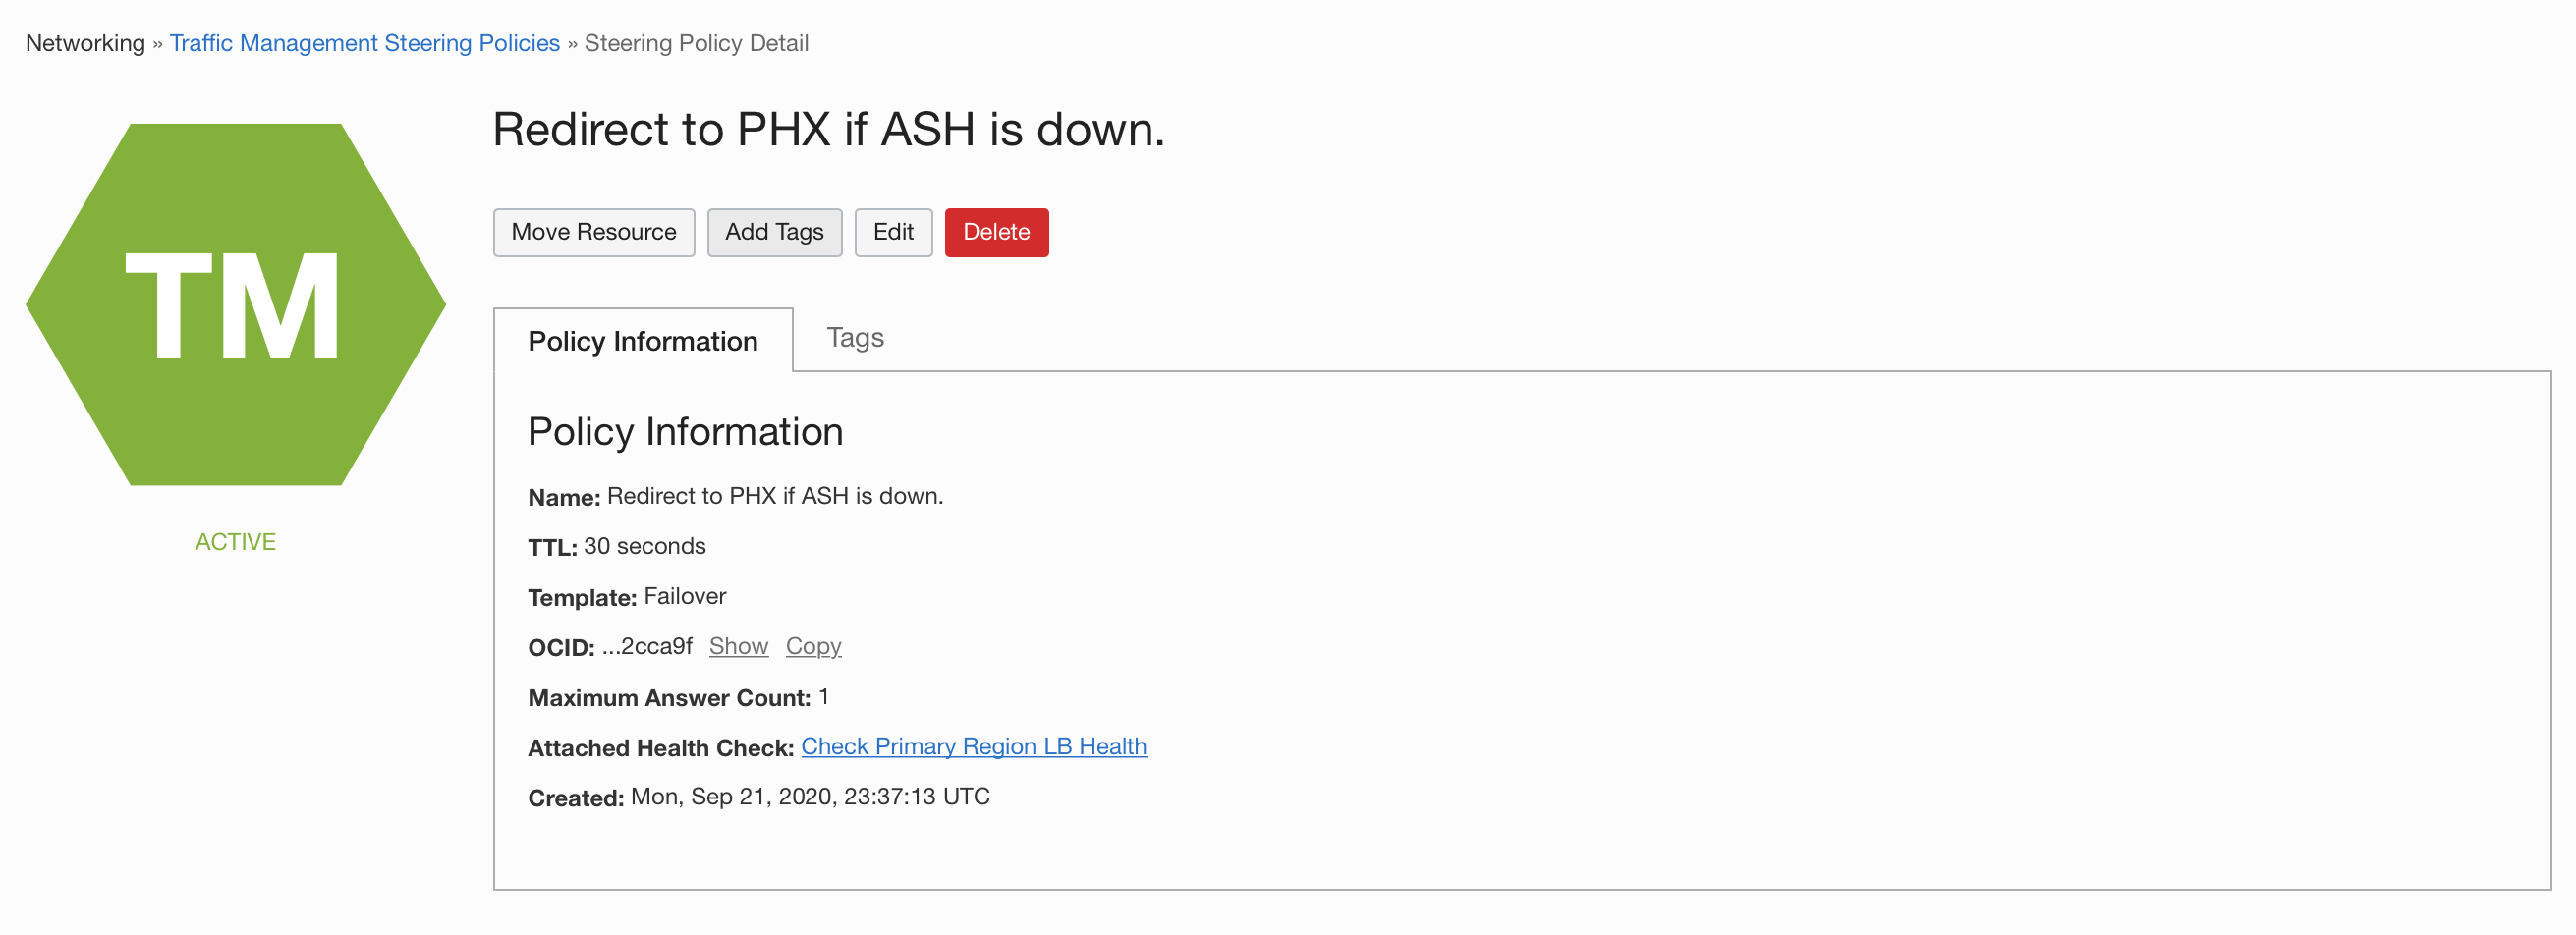 Networking » Traffic Management Steering Policies » Steering Policy Detail
TM
ACTIVE
Redirect to PHX if ASH is down.
Move Resource Add Tags Edit Delete
Policy Information Tags
Policy Information
Name: Redirect to PHX if ASH is down.
TTL: 30 seconds
Template: Failover
OCID: ...2cca9f Show Copy
Maximum Answer Count: 1
Attached Health Check: Check Primary Region LB Health
Created: Mon, Sep 21, 2020, 23:37:13 UTC